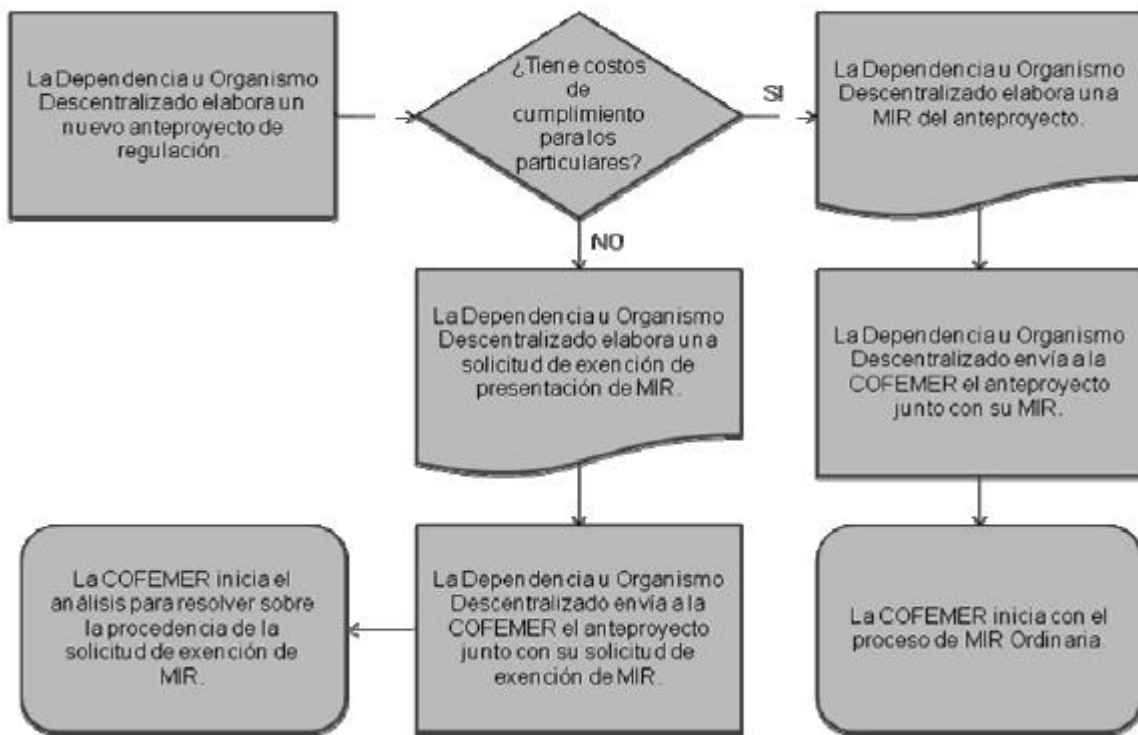 La Dependencia u Organismo
Descentralizado elabora un
nuevo anteproyecto de
regulación.
¿Tiene costos
de
cumplimiento
para los
particulares?
SI
La Dependencia u Organismo
Descentralizado elabora una
MIR del anteproyecto.
NO
La Dependencia u Organismo
Descentralizado elabora una
solicitud de exención de
presentación de MIR.
La Dependencia u Organismo
Descentralizado envía a la
COFEMER el anteproyecto
junto con su MIR.
La COFEMER inicia el
análisis para resolver sobre
la procedencia de la
solicitud de exención de
MIR.
La Dependencia u Organismo
Descentralizado envía a la
COFEMER el anteproyecto
junto con su solicitud de
exención de MIR.
La COFEMER inicia con el
proceso de MIR Ordinaria.